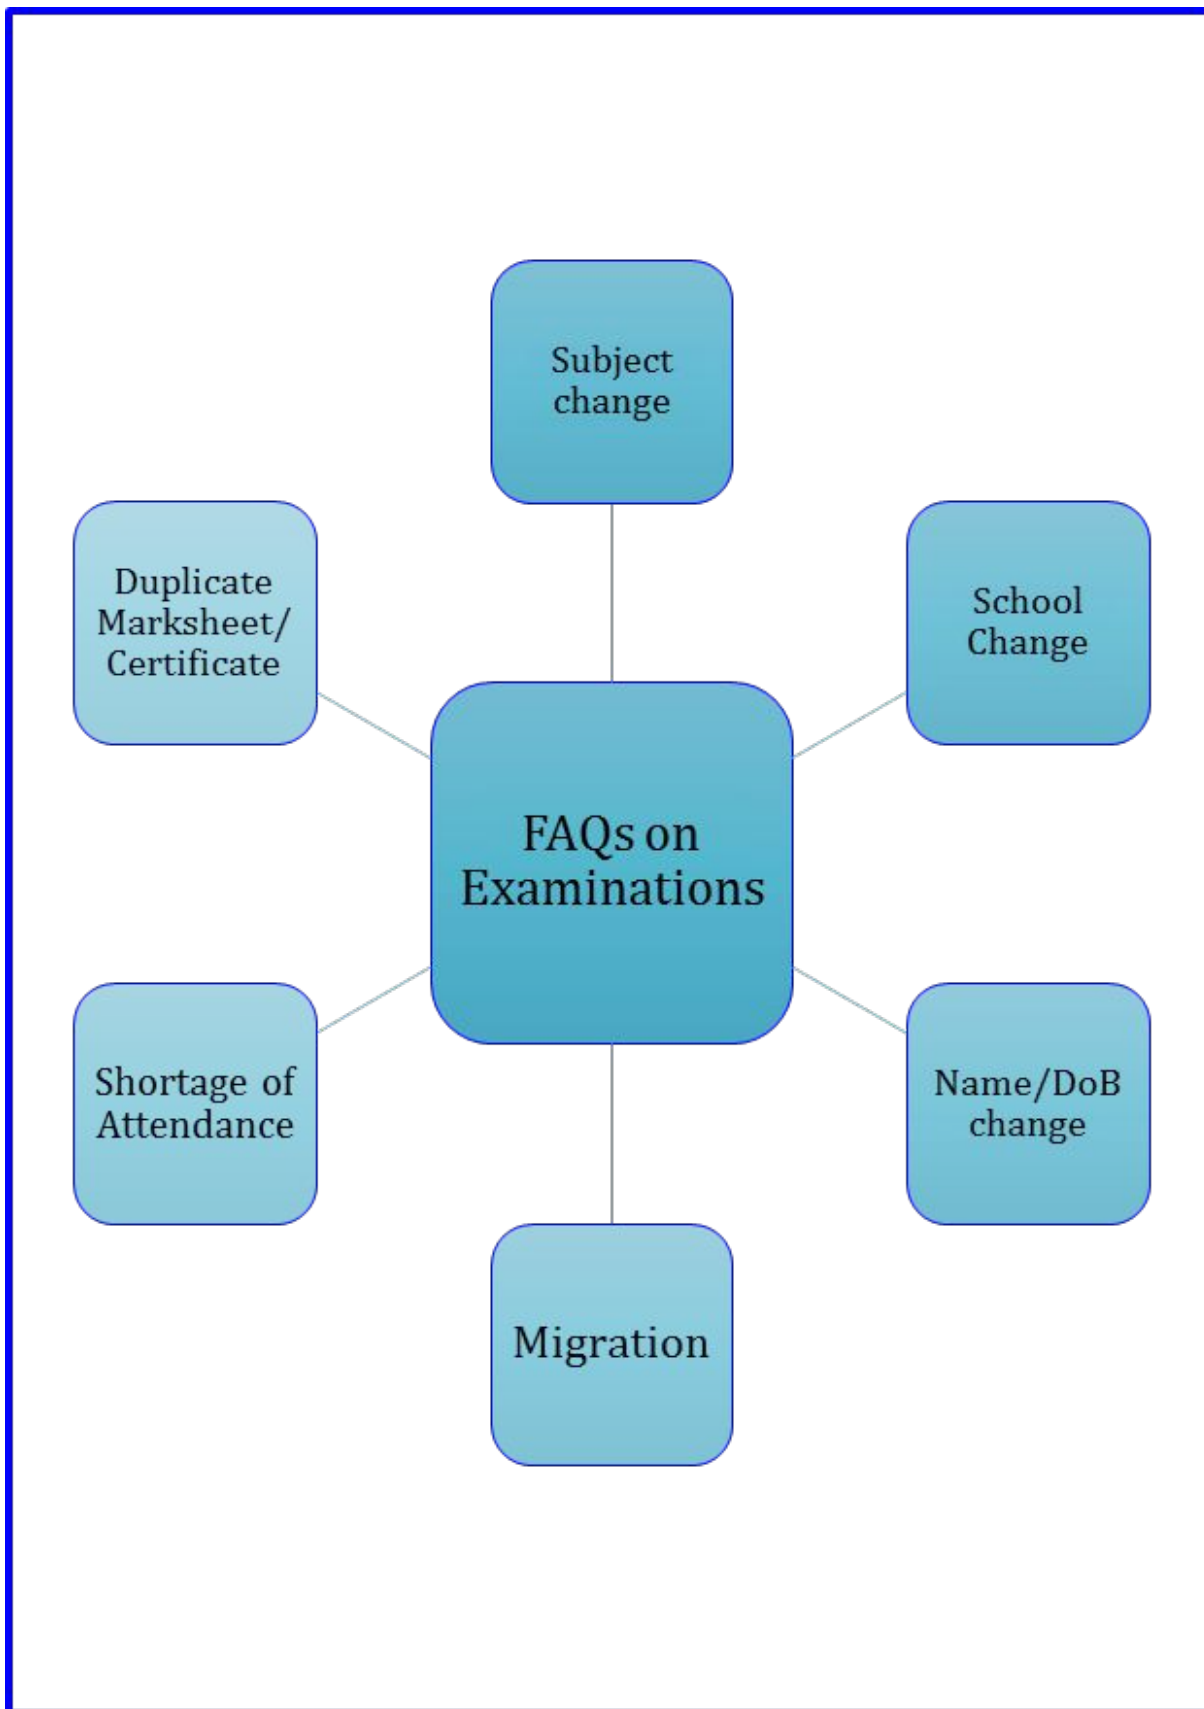 Subject
change
Duplicate
Marksheet/
Certificate
School
Change
FAQs on
Examinations
Shortage of
Attendance
Name/DoB
change
Migration